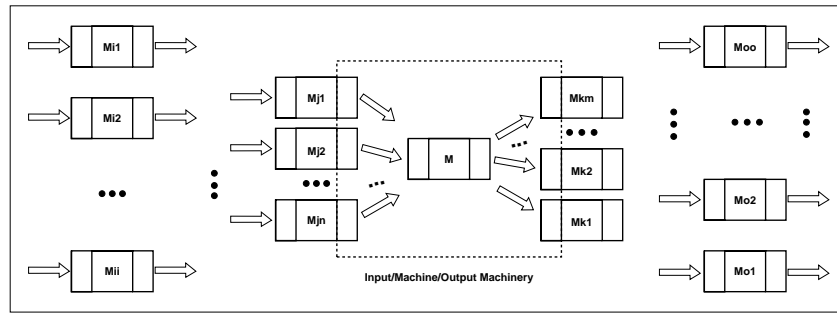 Mi1
Mi2
Mii
Mj1
Mj2
Mjn
M
Mkm
Mk2
Mk1
Moo
Mo2
Mo1
Input/Machine/Output Machinery